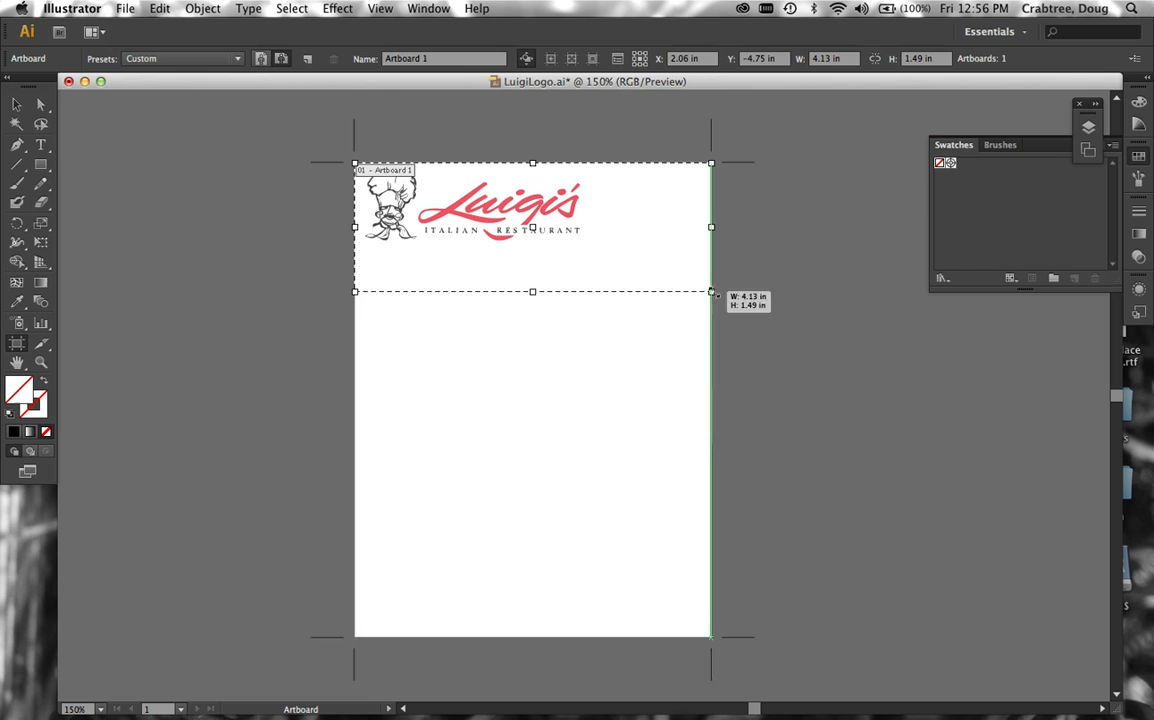 Illustrator File Edit Object Type Select Effect View Window Help
(100%) Fri 12:56 PM Crabtree, Doug
Ai Br
Essentials
Artboard Presets: Custom Name: Artboard 1 X: 2.06 in Y: -4.75 in W: 4.13 in H: 1.49 in Artboards: 1
LuigiLogo.ai* @ 150% (RGB/Preview)
Swatches Brushes
01 - Artboard 1
Luigi's
ITALIAN RESTAURANT
W: 4.13 in
H: 1.49 in
lace
.rtf
150% 1 Artboard